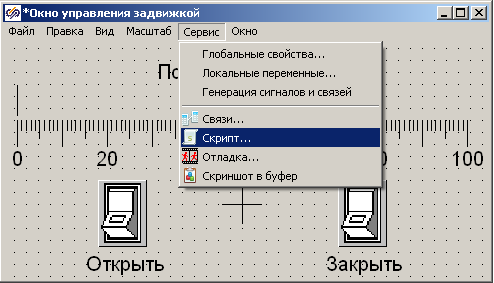 *Окно управления задвижкой
Файл Правка Вид Масштаб Сервис Окно
Глобальные свойства...
Локальные переменные...
Генерация сигналов и связей
Связи...
Скрипт...
Отладка...
Скриншот в буфер
0 20 100
Открыть Закрыть